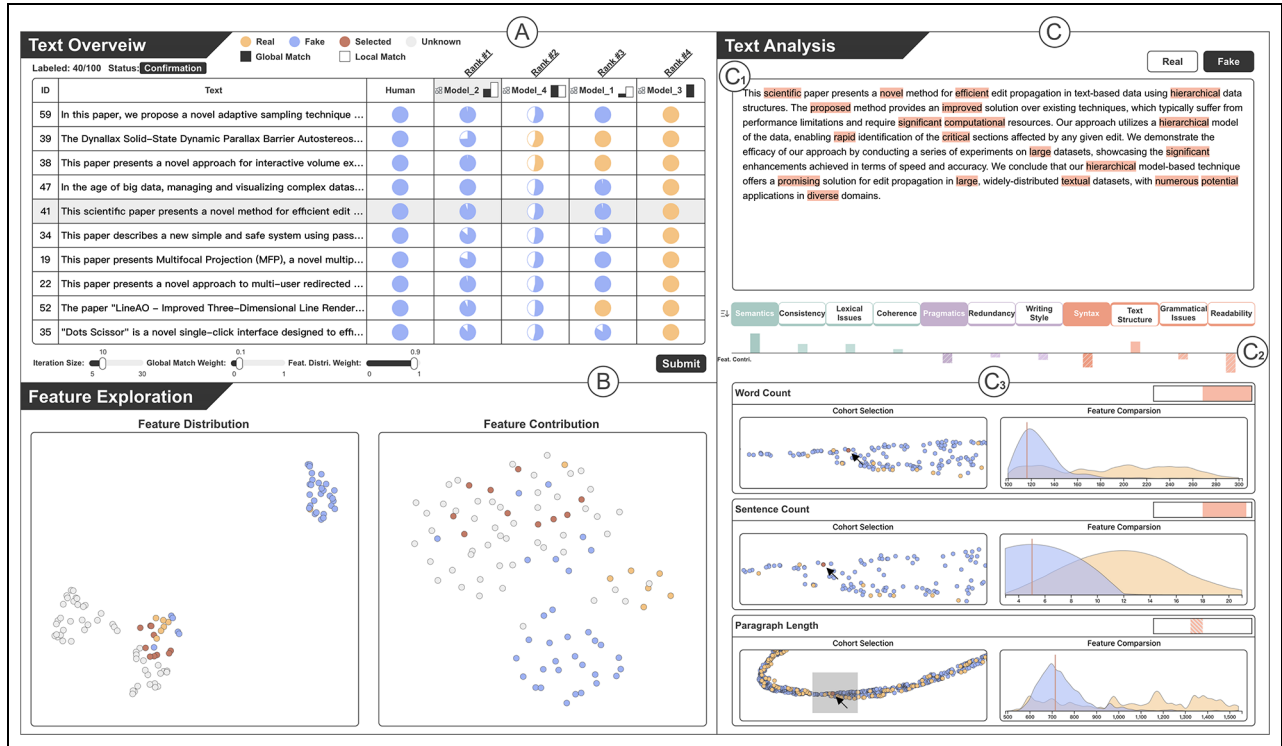 A
Text Overveiw
Real
Fake
Selected
Unknown
Global Match
Local Match
Labeled: 40/100 Status: Confirmation
Rank #1
Rank #2
Rank #3
Rank #4
ID Text Human Model_2 Model_4 Model_1 Model_3
59 In this paper, we propose a novel adaptive sampling technique ...
39 The Dynallax Solid-State Dynamic Parallax Barrier Autostereos...
38 This paper presents a novel approach for interactive volume ex...
47 In the age of big data, managing and visualizing complex datas...
41 This scientific paper presents a novel method for efficient edit ...
34 This paper describes a new simple and safe system using pass...
19 This paper presents Multifocal Projection (MFP), a novel multip...
22 This paper presents a novel approach to multi-user redirected ...
52 The paper "LineAO - Improved Three-Dimensional Line Render...
35 "Dots Scissor" is a novel single-click interface designed to effi...
Iteration Size: 10 5 30 Global Match Weight: 0.1 0 1 Feat. Distri. Weight: 0.9 0 1 Submit
B
Feature Exploration
Feature Distribution
Feature Contribution
C
Text Analysis
Real
Fake
C1
This scientific paper presents a novel method for efficient edit propagation in text-based data using hierarchical data
structures. The proposed method provides an improved solution over existing techniques, which typically suffer from
performance limitations and require significant computational resources. Our approach utilizes a hierarchical model
of the data, enabling rapid identification of the critical sections affected by any given edit. We demonstrate the
efficacy of our approach by conducting a series of experiments on large datasets, showcasing the significant
enhancements achieved in terms of speed and accuracy. We conclude that our hierarchical model-based technique
offers a promising solution for edit propagation in large, widely-distributed textual datasets, with numerous potential
applications in diverse domains.
Semantics Consistency Lexical Issues Coherence Pragmatics Redundancy Writing Style Syntax Text Structure Grammatical Issues Readability
Feat. Contri.
C2
C3
Word Count
Cohort Selection
Feature Comparsion
100 120 140 160 180 200 220 240 260 280 300
Sentence Count
Cohort Selection
Feature Comparsion
4 6 8 10 12 14 16 18 20
Paragraph Length
Cohort Selection
Feature Comparsion
500 600 700 800 900 1,000 1,100 1,200 1,300 1,400 1,500